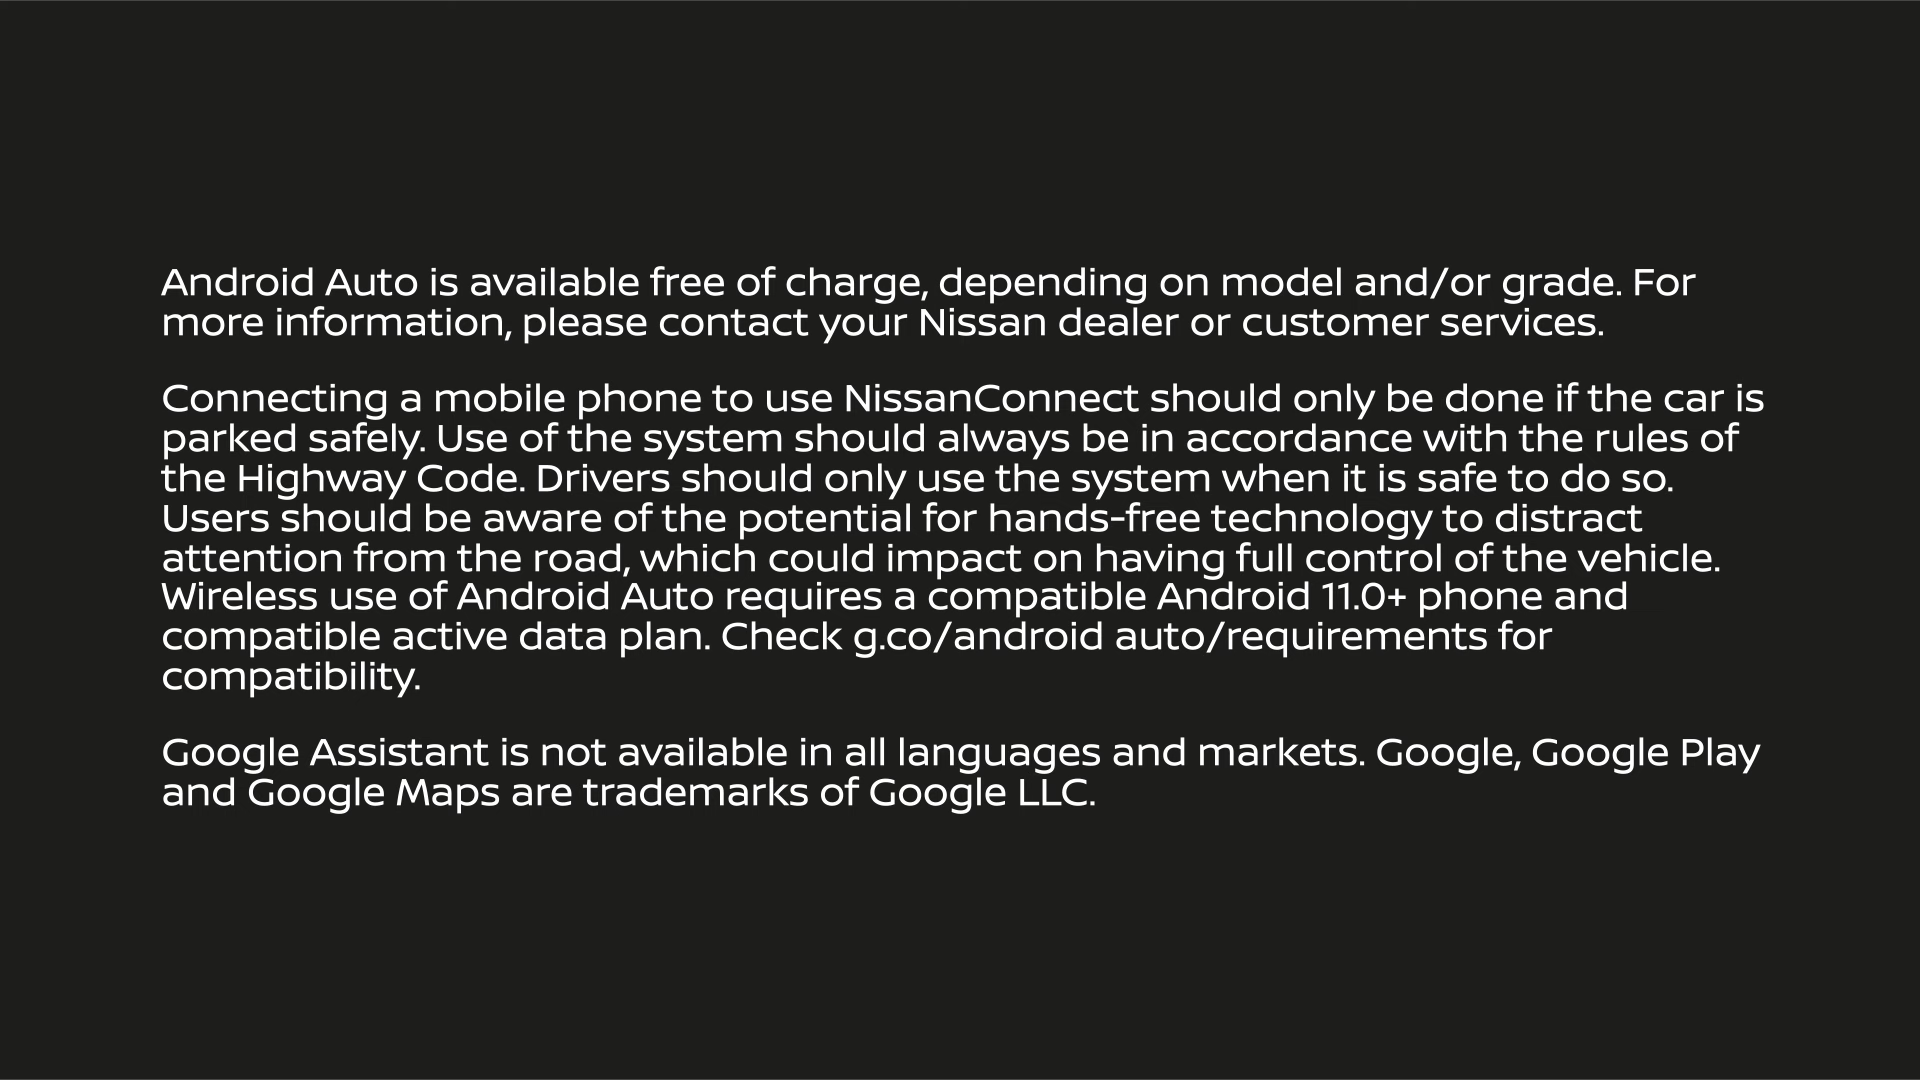 Android Auto is available free of charge, depending on model and/or grade. For
more information, please contact your Nissan dealer or customer services.
Connecting a mobile phone to use NissanConnect should only be done if the car is
parked safely. Use of the system should always be in accordance with the rules of
the Highway Code. Drivers should only use the system when it is safe to do so.
Users should be aware of the potential for hands-free technology to distract
attention from the road, which could impact on having full control of the vehicle.
Wireless use of Android Auto requires a compatible Android 11.0+ phone and
compatible active data plan. Check g.co/android auto/requirements for
compatibility.
Google Assistant is not available in all languages and markets. Google, Google Play
and Google Maps are trademarks of Google LLC.